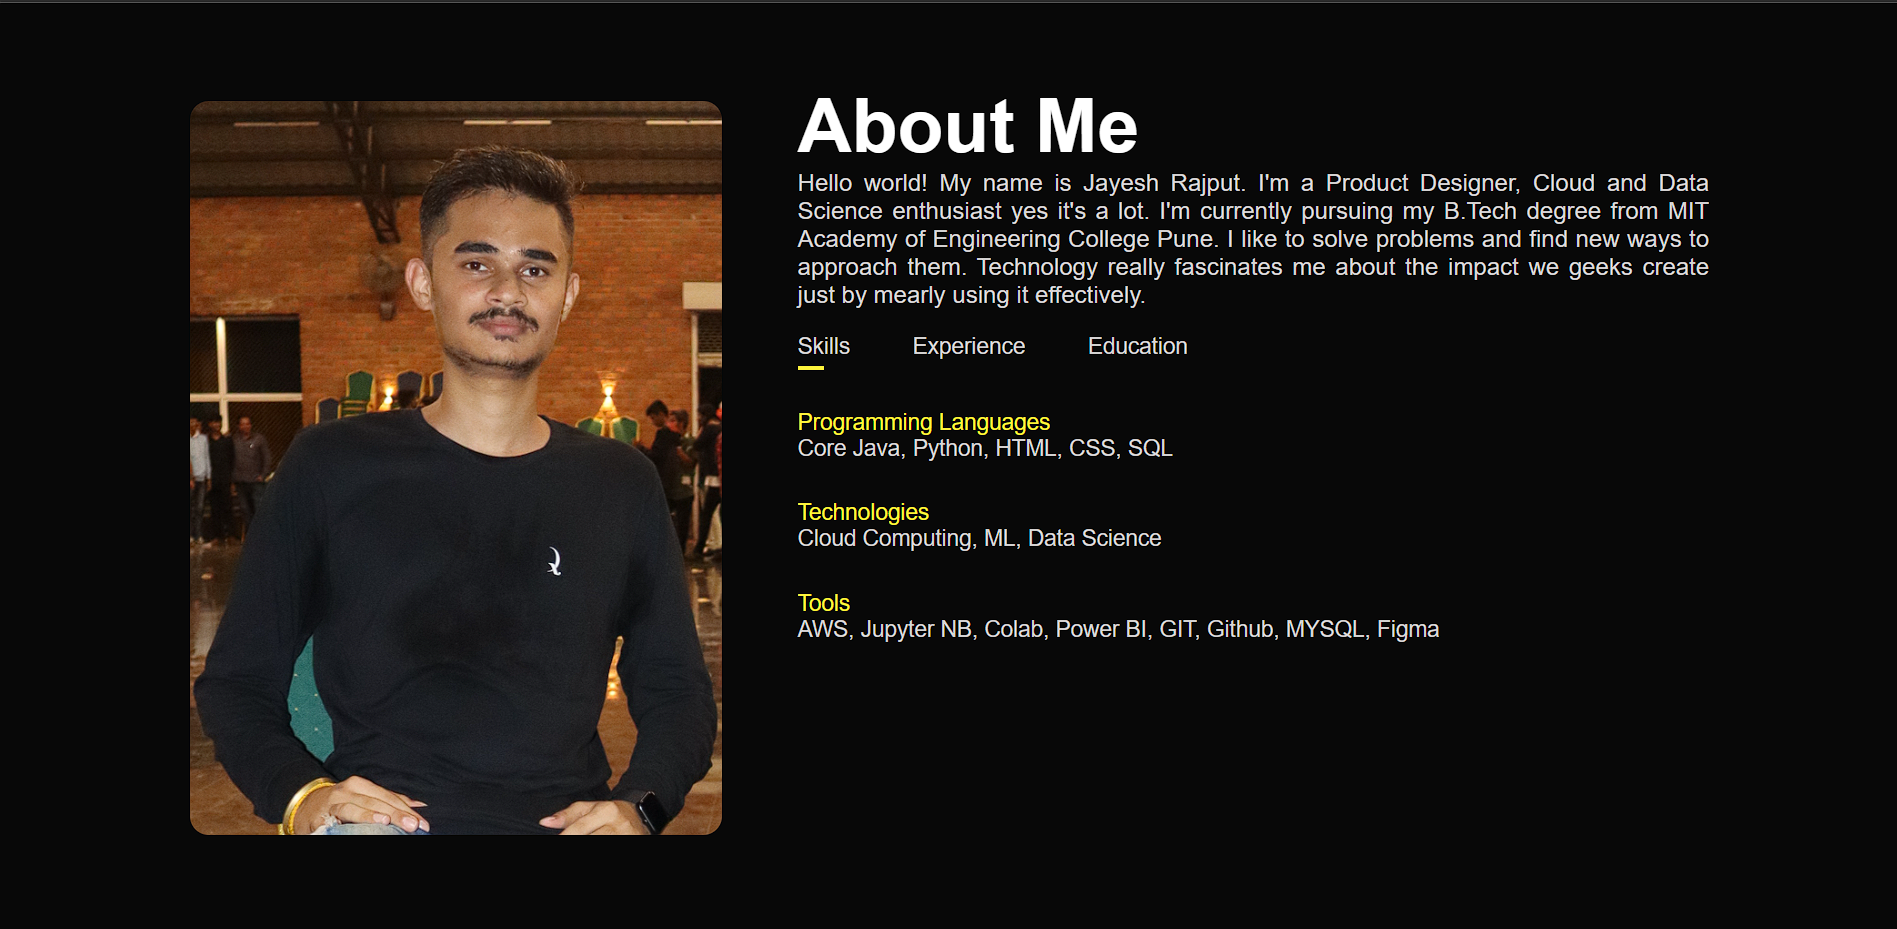 About Me
Hello world! My name is Jayesh Rajput. I'm a Product Designer, Cloud and Data
Science enthusiast yes it's a lot. I'm currently pursuing my B.Tech degree from MIT
Academy of Engineering College Pune. I like to solve problems and find new ways to
approach them. Technology really fascinates me about the impact we geeks create
just by mearly using it effectively.
Skills Experience Education
Programming Languages
Core Java, Python, HTML, CSS, SQL
Technologies
Cloud Computing, ML, Data Science
Tools
AWS, Jupyter NB, Colab, Power BI, GIT, Github, MYSQL, Figma